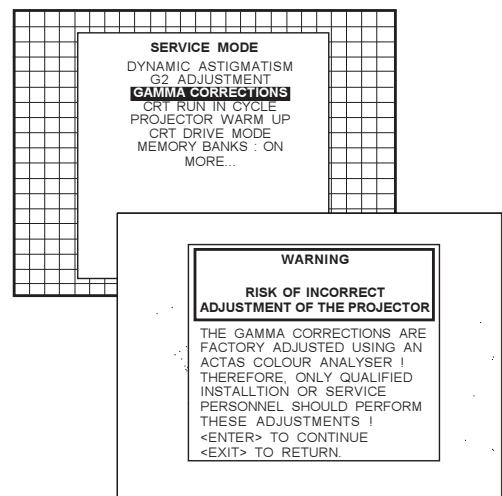 SERVICE MODE
DYNAMIC ASTIGMATISM
G2 ADJUSTMENT
GAMMA CORRECTIONS
CRT RUN IN CYCLE
PROJECTOR WARM UP
CRT DRIVE MODE
MEMORY BANKS : ON
MORE...
WARNING
RISK OF INCORRECT
ADJUSTMENT OF THE PROJECTOR
THE GAMMA CORRECTIONS ARE
FACTORY ADJUSTED USING AN
ACTAS COLOUR ANALYSER !
THEREFORE, ONLY QUALIFIED
INSTALLTION OR SERVICE
PERSONNEL SHOULD PERFORM
THESE ADJUSTMENTS !
<ENTER> TO CONTINUE
<EXIT> TO RETURN.